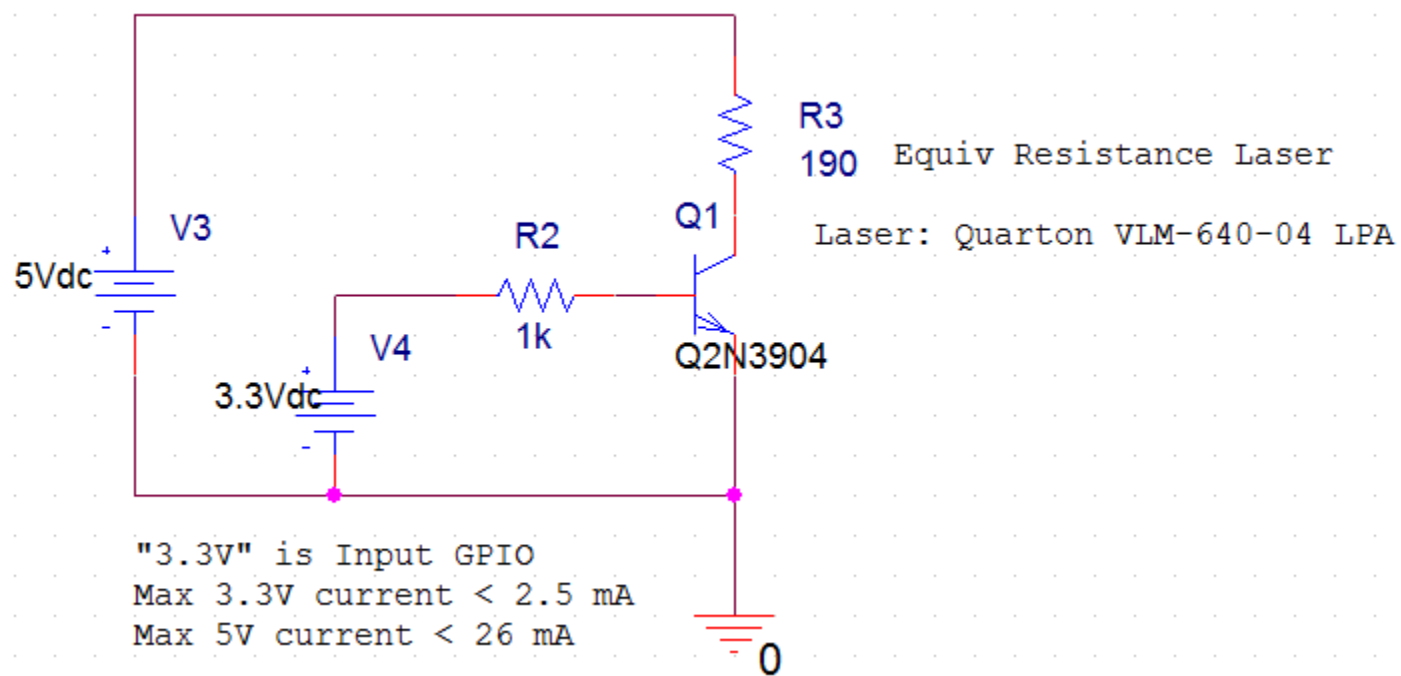 R3
190
Equiv Resistance Laser
Laser: Quarton VLM-640-04 LPA
Q1
V3
R2
+
5Vdc
-
1k
V4
Q2N3904
+
3.3Vdc
-
"3.3V" is Input GPIO
Max 3.3V current < 2.5 mA
Max 5V current < 26 mA
0